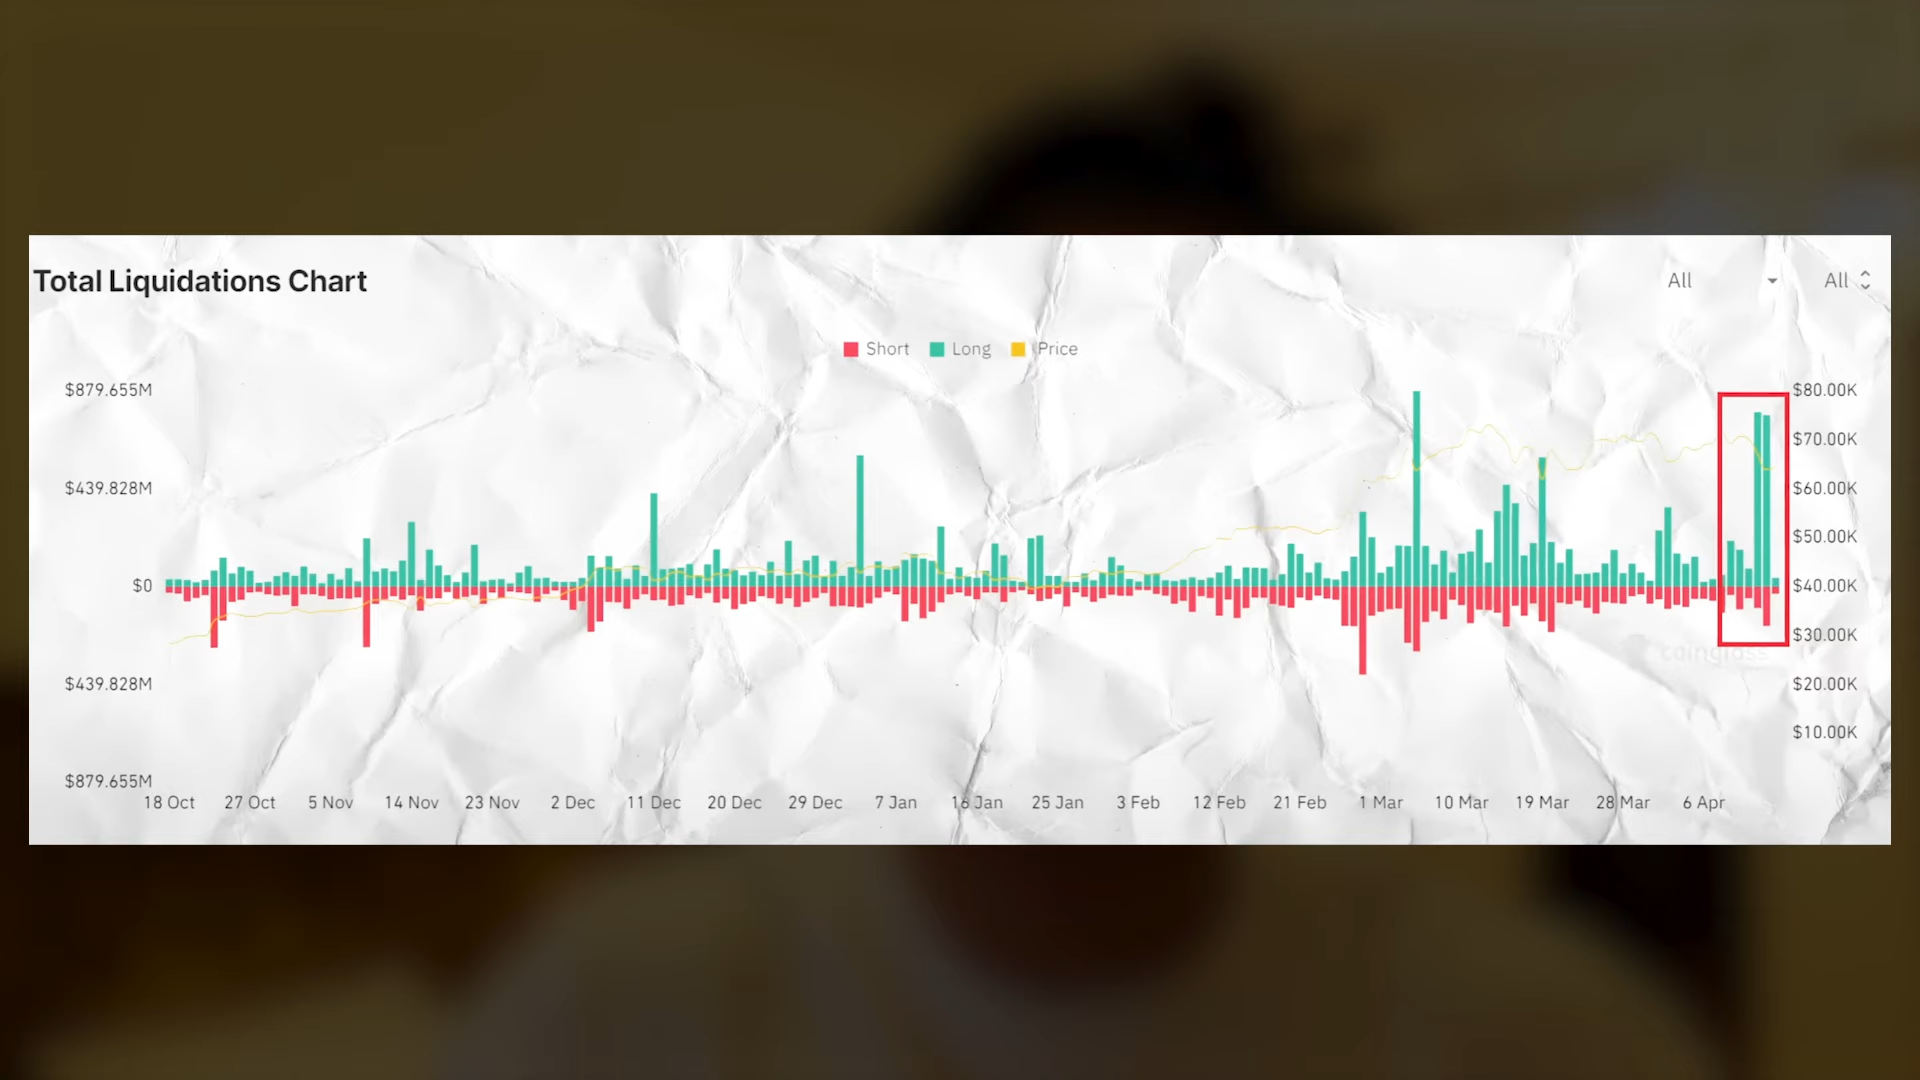 Total Liquidations Chart
All
All
Short
Long
Price
$879.655M
$439.828M
$0
$439.828M
$879.655M
$80.00K
$70.00K
$60.00K
$50.00K
$40.00K
$30.00K
$20.00K
$10.00K
coinglass
18 Oct
27 Oct
5 Nov
14 Nov
23 Nov
2 Dec
11 Dec
20 Dec
29 Dec
7 Jan
16 Jan
25 Jan
3 Feb
12 Feb
21 Feb
1 Mar
10 Mar
19 Mar
28 Mar
6 Apr